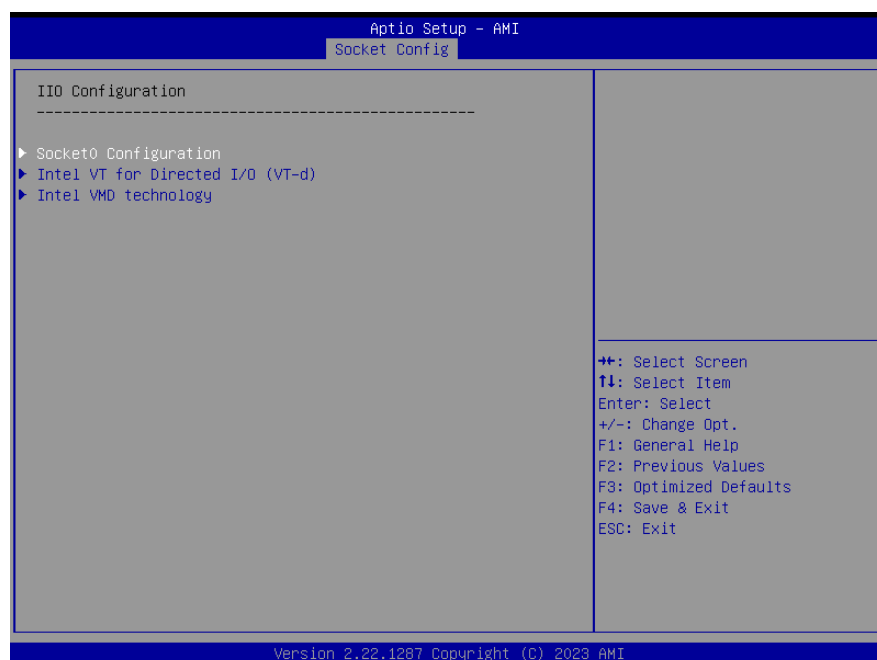 Aptio Setup - AMI
Socket Config
IIO Configuration
--------------------------------------------------
Socket0 Configuration
Intel VT for Directed I/O (VT-d)
Intel VMD technology
→←: Select Screen
↑↓: Select Item
Enter: Select
+/-: Change Opt.
F1: General Help
F2: Previous Values
F3: Optimized Defaults
F4: Save & Exit
ESC: Exit
Version 2.22.1287 Copyright (C) 2023 AMI